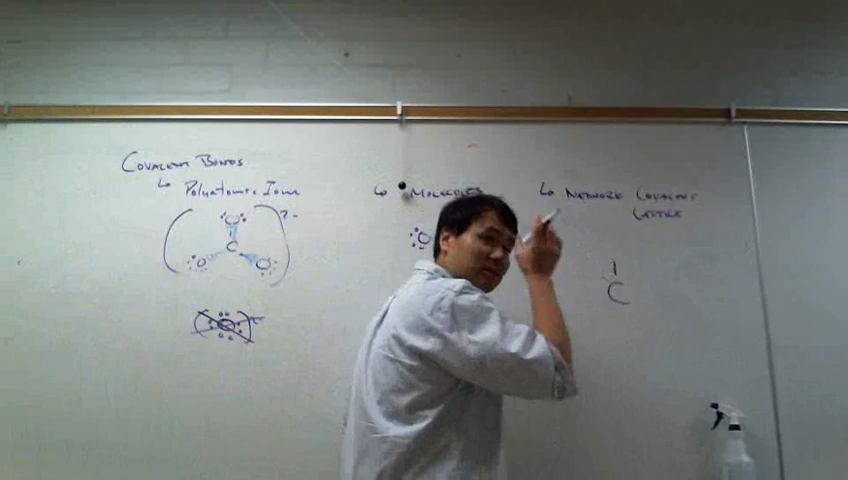 COVALENT BONDS
↳ Polyatomic Ions
↳ MOLECULES
↳ NETWORK COVALENT
LATTICE
2-
O
C
O O
O
C